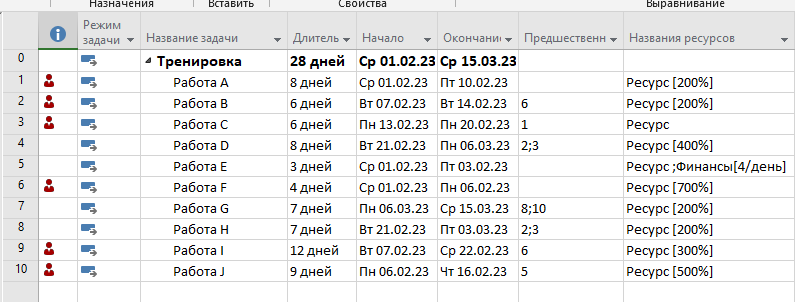 Назначения Вставить Свойства Выравнивание
Режим задачи Название задачи Длитель Начало Окончание Предшественн Названия ресурсов
0 Тренировка 28 дней Ср 01.02.23 Ср 15.03.23
1 Работа A 8 дней Ср 01.02.23 Пт 10.02.23 Ресурс [200%]
2 Работа B 6 дней Вт 07.02.23 Вт 14.02.23 6 Ресурс [200%]
3 Работа C 6 дней Пн 13.02.23 Пн 20.02.23 1 Ресурс
4 Работа D 8 дней Вт 21.02.23 Пн 06.03.23 2;3 Ресурс [400%]
5 Работа E 3 дней Ср 01.02.23 Пт 03.02.23 Ресурс ;Финансы[4/день]
6 Работа F 4 дней Ср 01.02.23 Пн 06.02.23 Ресурс [700%]
7 Работа G 7 дней Пн 06.03.23 Ср 15.03.23 8;10 Ресурс [200%]
8 Работа H 7 дней Вт 21.02.23 Пт 03.03.23 2;3 Ресурс [200%]
9 Работа I 12 дней Вт 07.02.23 Ср 22.02.23 6 Ресурс [300%]
10 Работа J 9 дней Пн 06.02.23 Чт 16.02.23 5 Ресурс [500%]